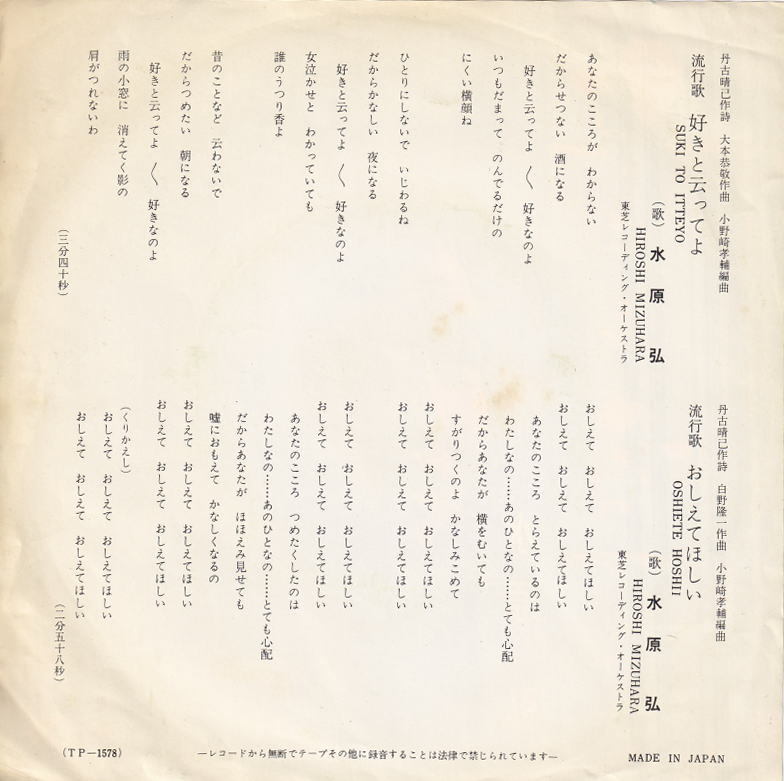 丹古晴己作詩　大本恭敬作曲　小野崎孝輔編曲
流行歌　好きと云ってよ
SUKI TO ITTEYO
（歌）水原弘
HIROSHI MIZUHARA
東芝レコーディング・オーケストラ
あなたのこころが　わからない
だからせつない　酒になる
好きと云ってよ　〱　好きなのよ
いつもだまって　のんでるだけの
にくい横顔ね
ひとりにしないで　いじわるね
だからかなしい　夜になる
好きと云ってよ　〱　好きなのよ
女泣かせと　わかっていても
誰のうつり香よ
昔のことなど　云わないで
だからつめたい　朝になる
好きと云ってよ　〱　好きなのよ
雨の小窓に　消えてく影の
肩がつれないわ
（三分四十秒）
丹古晴己作詩　白野隆一作曲　小野崎孝輔編曲
流行歌　おしえてほしい
OSHIETE HOSHII
（歌）水原弘
HIROSHI MIZUHARA
東芝レコーディング・オーケストラ
おしえて　おしえて　おしえてほしい
おしえて　おしえて　おしえてほしい
あなたのこころ　とらえているのは
わたしなの……あのひとなの……とても心配
だからあなたが　横をむいても
すがりつくのよ　かなしみこめて
おしえて　おしえて　おしえてほしい
おしえて　おしえて　おしえてほしい
おしえて　おしえて　おしえてほしい
おしえて　おしえて　おしえてほしい
あなたのこころ　つめたくしたのは
わたしなの……あのひとなの……とても心配
だからあなたが　ほほえみ見せても
嘘におもえて　かなしくなるの
おしえて　おしえて　おしえてほしい
おしえて　おしえて　おしえてほしい
（くりかえし）
おしえて　おしえて　おしえてほしい
おしえて　おしえて　おしえてほしい
（二分五十八秒）
（TP—1578）
—レコードから無断でテープその他に録音することは法律で禁じられています—
MADE IN JAPAN